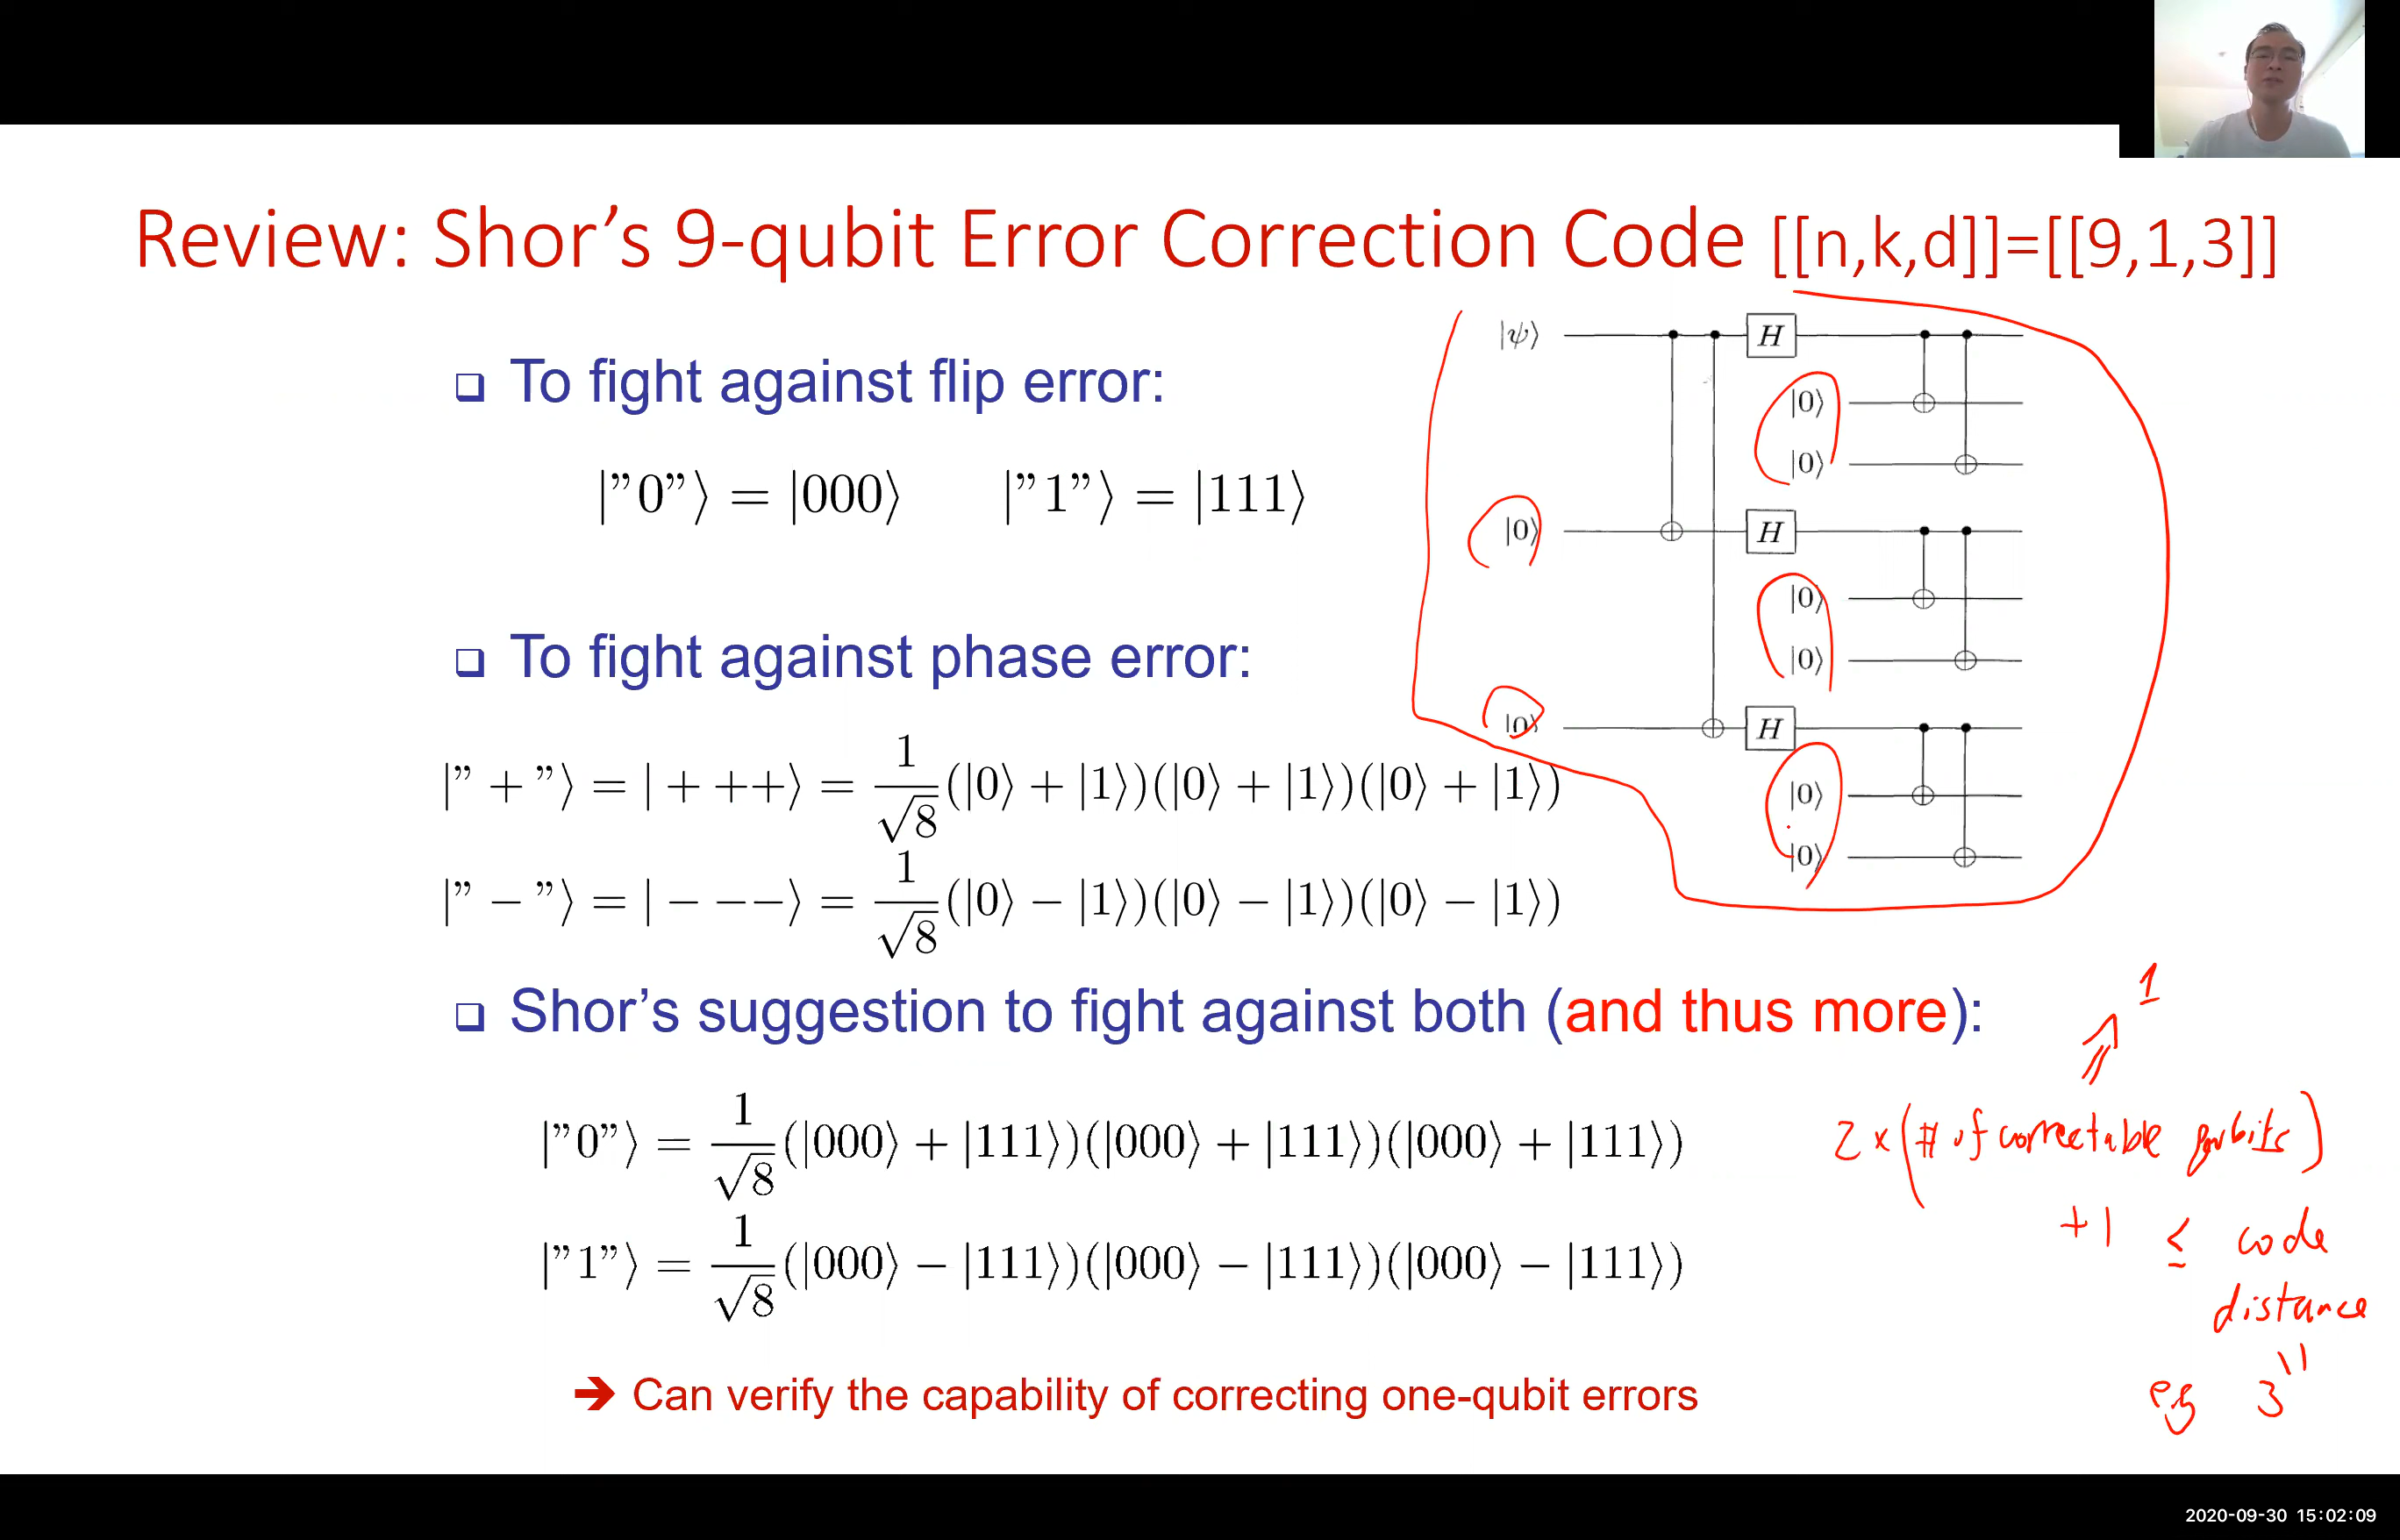 Review: Shor’s 9-qubit Error Correction Code [[n,k,d]]=[[9,1,3]]
❑ To fight against flip error:
|”0”⟩ = |000⟩ |”1”⟩ = |111⟩
❑ To fight against phase error:
|” + ”⟩ = | + ++⟩ = 1/√8 (|0⟩ + |1⟩)(|0⟩ + |1⟩)(|0⟩ + |1⟩)
|” − ”⟩ = | − −−⟩ = 1/√8 (|0⟩ − |1⟩)(|0⟩ − |1⟩)(|0⟩ − |1⟩)
❑ Shor’s suggestion to fight against both (and thus more):
|”0”⟩ = 1/√8 (|000⟩ + |111⟩)(|000⟩ + |111⟩)(|000⟩ + |111⟩)
|”1”⟩ = 1/√8 (|000⟩ − |111⟩)(|000⟩ − |111⟩)(|000⟩ − |111⟩)
➔ Can verify the capability of correcting one-qubit errors
|ψ⟩ H
|0⟩
|0⟩
|0⟩ H
|0⟩
|0⟩
|0⟩ H
|0⟩
|0⟩
1
2 × (# of correctable qubits)
+1 ≤ code
distance
eg 3
2020-09-30 15:02:09